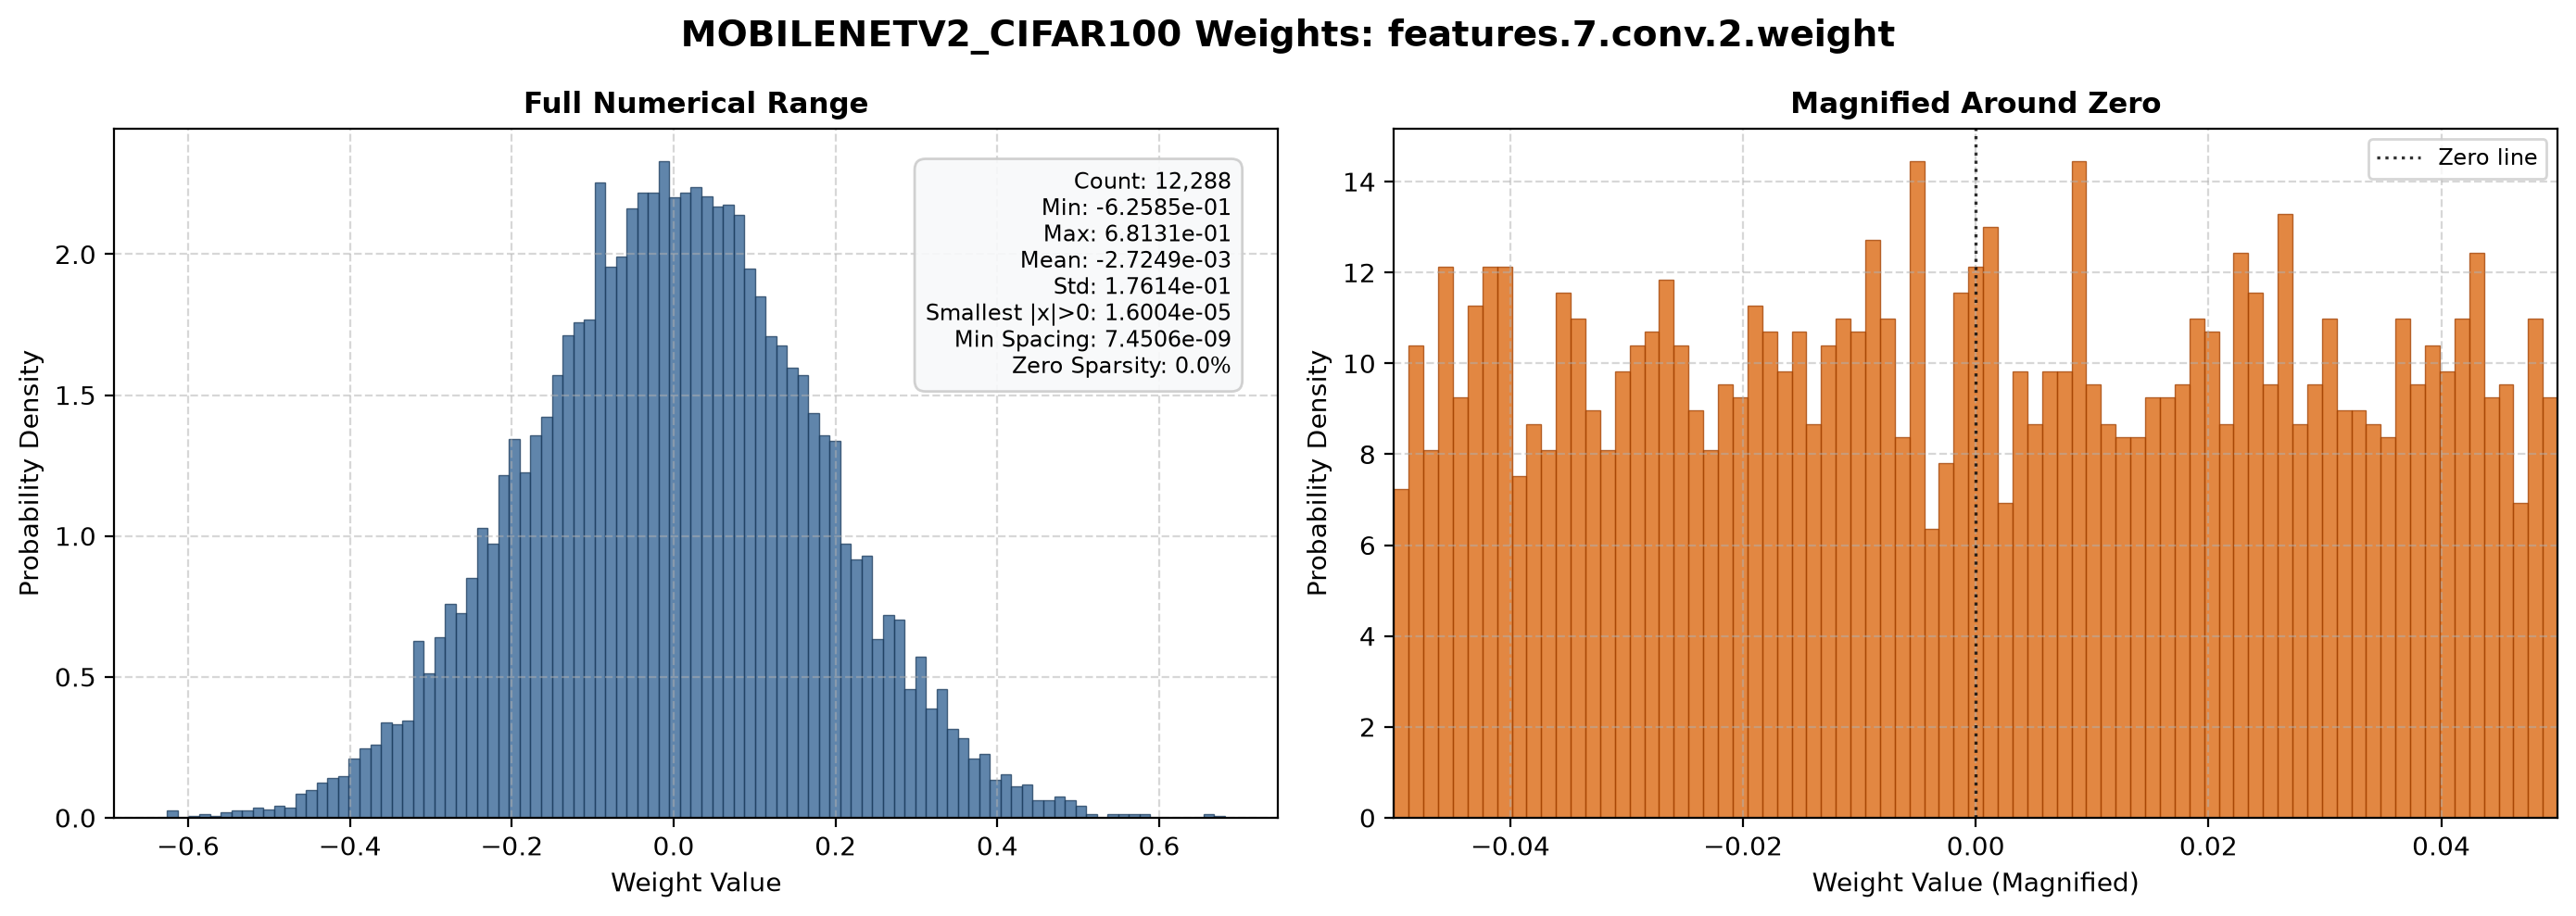 MOBILENETV2_CIFAR100 Weights: features.7.conv.2.weight
Full Numerical Range
Probability Density
2.0
1.5
1.0
0.5
0.0
Count: 12,288
Min: -6.2585e-01
Max: 6.8131e-01
Mean: -2.7249e-03
Std: 1.7614e-01
Smallest |x|>0: 1.6004e-05
Min Spacing: 7.4506e-09
Zero Sparsity: 0.0%
−0.6 −0.4 −0.2 0.0 0.2 0.4 0.6
Weight Value
Magnified Around Zero
Probability Density
14
12
10
8
6
4
2
0
Zero line
−0.04 −0.02 0.00 0.02 0.04
Weight Value (Magnified)